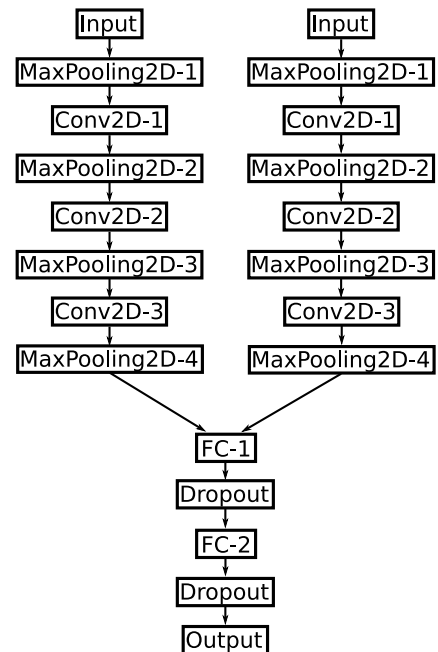 Input
Input
MaxPooling2D-1
MaxPooling2D-1
Conv2D-1
Conv2D-1
MaxPooling2D-2
MaxPooling2D-2
Conv2D-2
Conv2D-2
MaxPooling2D-3
MaxPooling2D-3
Conv2D-3
Conv2D-3
MaxPooling2D-4
MaxPooling2D-4
FC-1
Dropout
FC-2
Dropout
Output